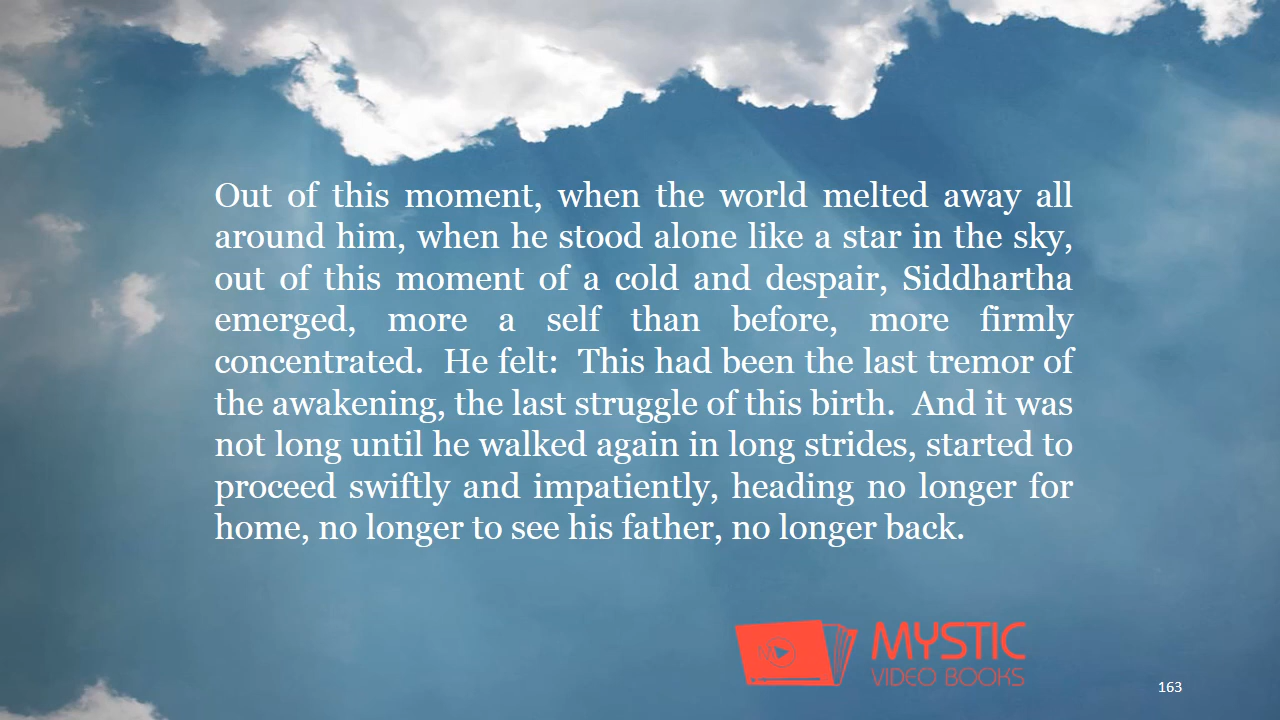 Out of this moment, when the world melted away all
around him, when he stood alone like a star in the sky,
out of this moment of a cold and despair, Siddhartha
emerged, more a self than before, more firmly
concentrated.  He felt:  This had been the last tremor of
the awakening, the last struggle of this birth.  And it was
not long until he walked again in long strides, started to
proceed swiftly and impatiently, heading no longer for
home, no longer to see his father, no longer back.
MYSTIC
VIDEO BOOKS
163